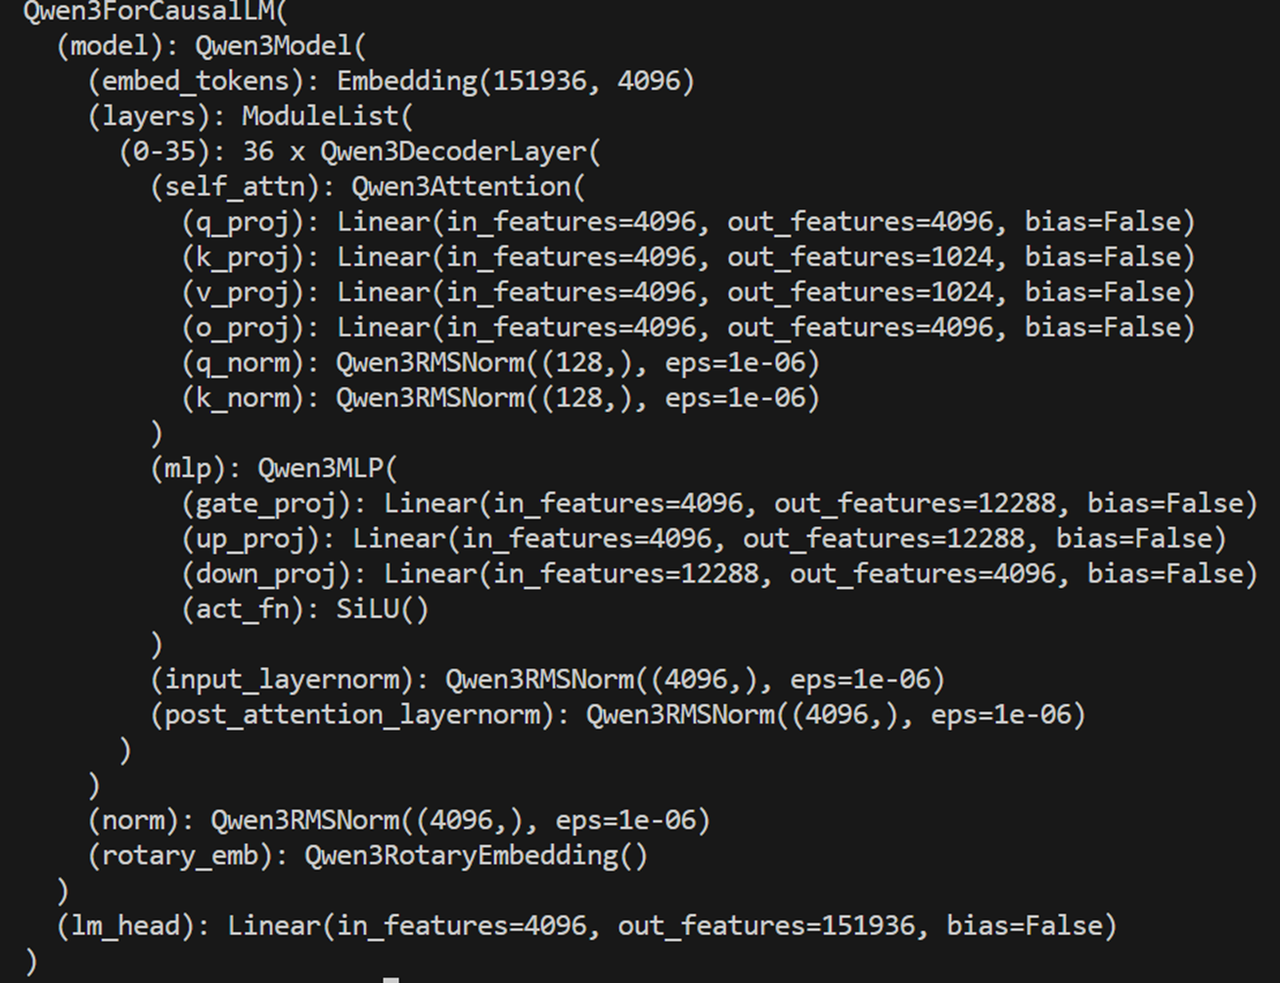 Qwen3ForCausalLM(
(model): Qwen3Model(
(embed_tokens): Embedding(151936, 4096)
(layers): ModuleList(
(0-35): 36 x Qwen3DecoderLayer(
(self_attn): Qwen3Attention(
(q_proj): Linear(in_features=4096, out_features=4096, bias=False)
(k_proj): Linear(in_features=4096, out_features=1024, bias=False)
(v_proj): Linear(in_features=4096, out_features=1024, bias=False)
(o_proj): Linear(in_features=4096, out_features=4096, bias=False)
(q_norm): Qwen3RMSNorm((128,), eps=1e-06)
(k_norm): Qwen3RMSNorm((128,), eps=1e-06)
)
(mlp): Qwen3MLP(
(gate_proj): Linear(in_features=4096, out_features=12288, bias=False)
(up_proj): Linear(in_features=4096, out_features=12288, bias=False)
(down_proj): Linear(in_features=12288, out_features=4096, bias=False)
(act_fn): SiLU()
)
(input_layernorm): Qwen3RMSNorm((4096,), eps=1e-06)
(post_attention_layernorm): Qwen3RMSNorm((4096,), eps=1e-06)
)
)
(norm): Qwen3RMSNorm((4096,), eps=1e-06)
(rotary_emb): Qwen3RotaryEmbedding()
)
(lm_head): Linear(in_features=4096, out_features=151936, bias=False)
)